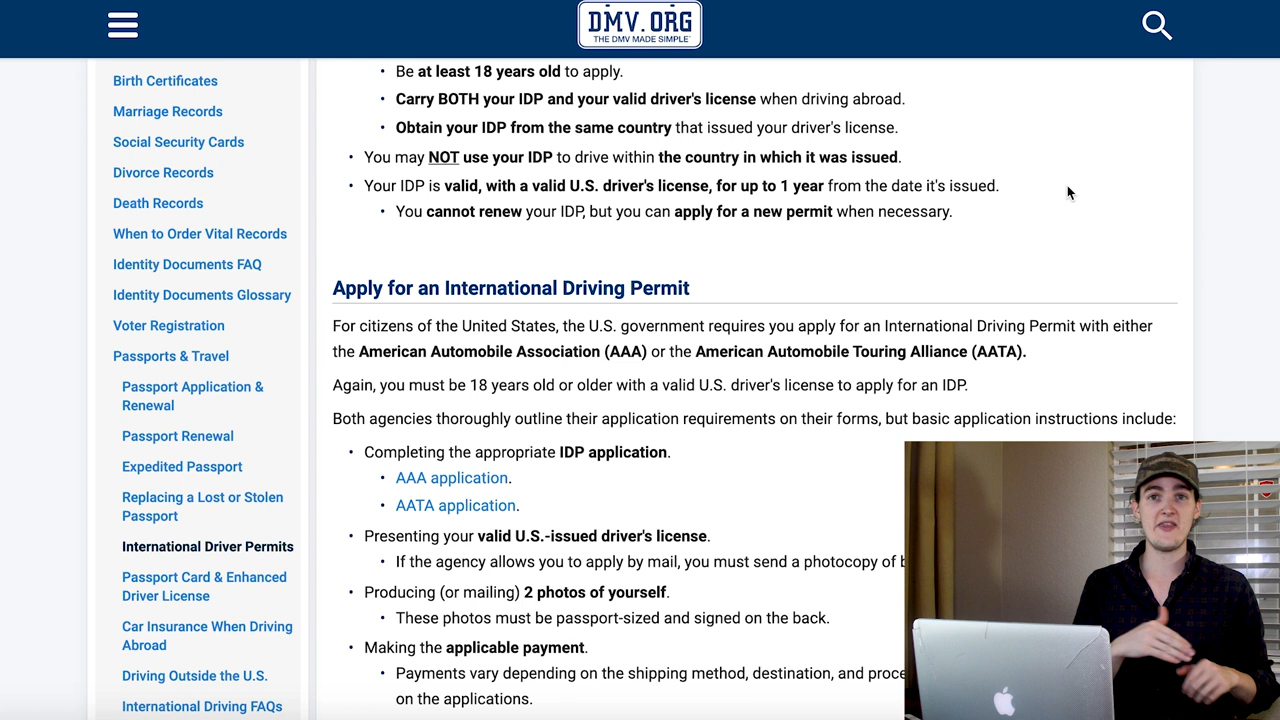 DMV.ORG
THE DMV MADE SIMPLE
Birth Certificates
Marriage Records
Social Security Cards
Divorce Records
Death Records
When to Order Vital Records
Identity Documents FAQ
Identity Documents Glossary
Voter Registration
Passports & Travel
Passport Application &
Renewal
Passport Renewal
Expedited Passport
Replacing a Lost or Stolen
Passport
International Driver Permits
Passport Card & Enhanced
Driver License
Car Insurance When Driving
Abroad
Driving Outside the U.S.
International Driving FAQs
• Be at least 18 years old to apply.
• Carry BOTH your IDP and your valid driver's license when driving abroad.
• Obtain your IDP from the same country that issued your driver's license.
• You may NOT use your IDP to drive within the country in which it was issued.
• Your IDP is valid, with a valid U.S. driver's license, for up to 1 year from the date it's issued.
• You cannot renew your IDP, but you can apply for a new permit when necessary.
Apply for an International Driving Permit
For citizens of the United States, the U.S. government requires you apply for an International Driving Permit with either
the American Automobile Association (AAA) or the American Automobile Touring Alliance (AATA).
Again, you must be 18 years old or older with a valid U.S. driver's license to apply for an IDP.
Both agencies thoroughly outline their application requirements on their forms, but basic application instructions include:
• Completing the appropriate IDP application.
• AAA application.
• AATA application.
• Presenting your valid U.S.-issued driver's license.
• If the agency allows you to apply by mail, you must send a photocopy of
• Producing (or mailing) 2 photos of yourself.
• These photos must be passport-sized and signed on the back.
• Making the applicable payment.
• Payments vary depending on the shipping method, destination, and
on the applications.